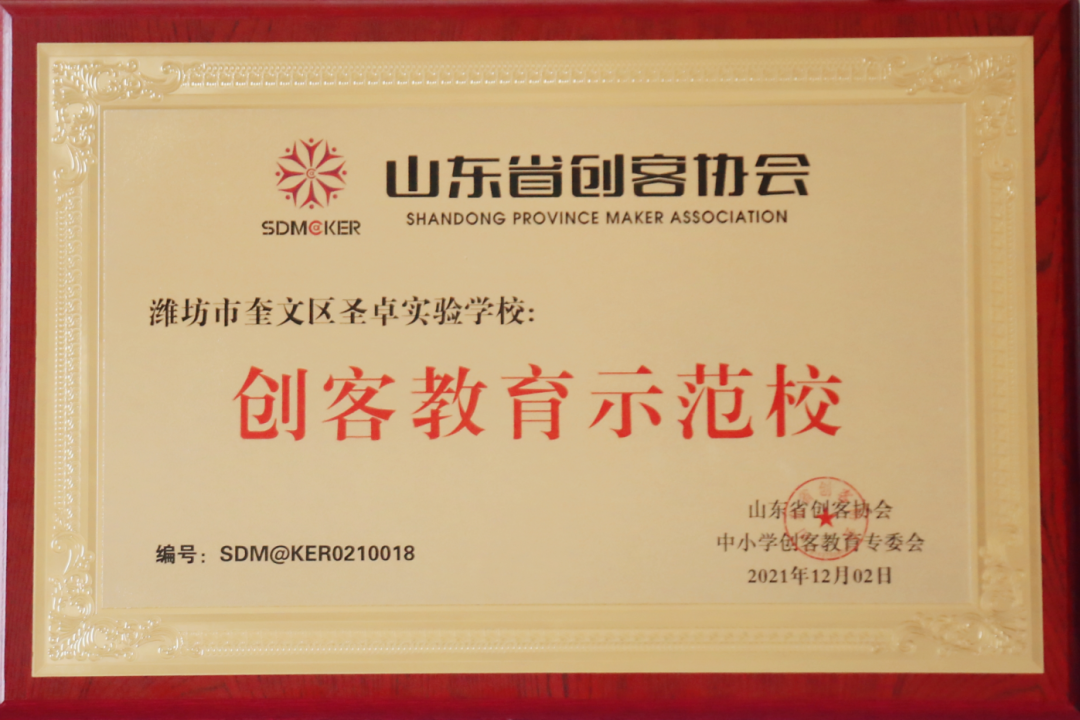 山东省创客协会
SDM@KER
SHANDONG PROVINCE MAKER ASSOCIATION
潍坊市奎文区圣卓实验学校:
创客教育示范校
山东省创客协会
编号: SDM@KER0210018
中小学创客教育专委会
2021年12月02日